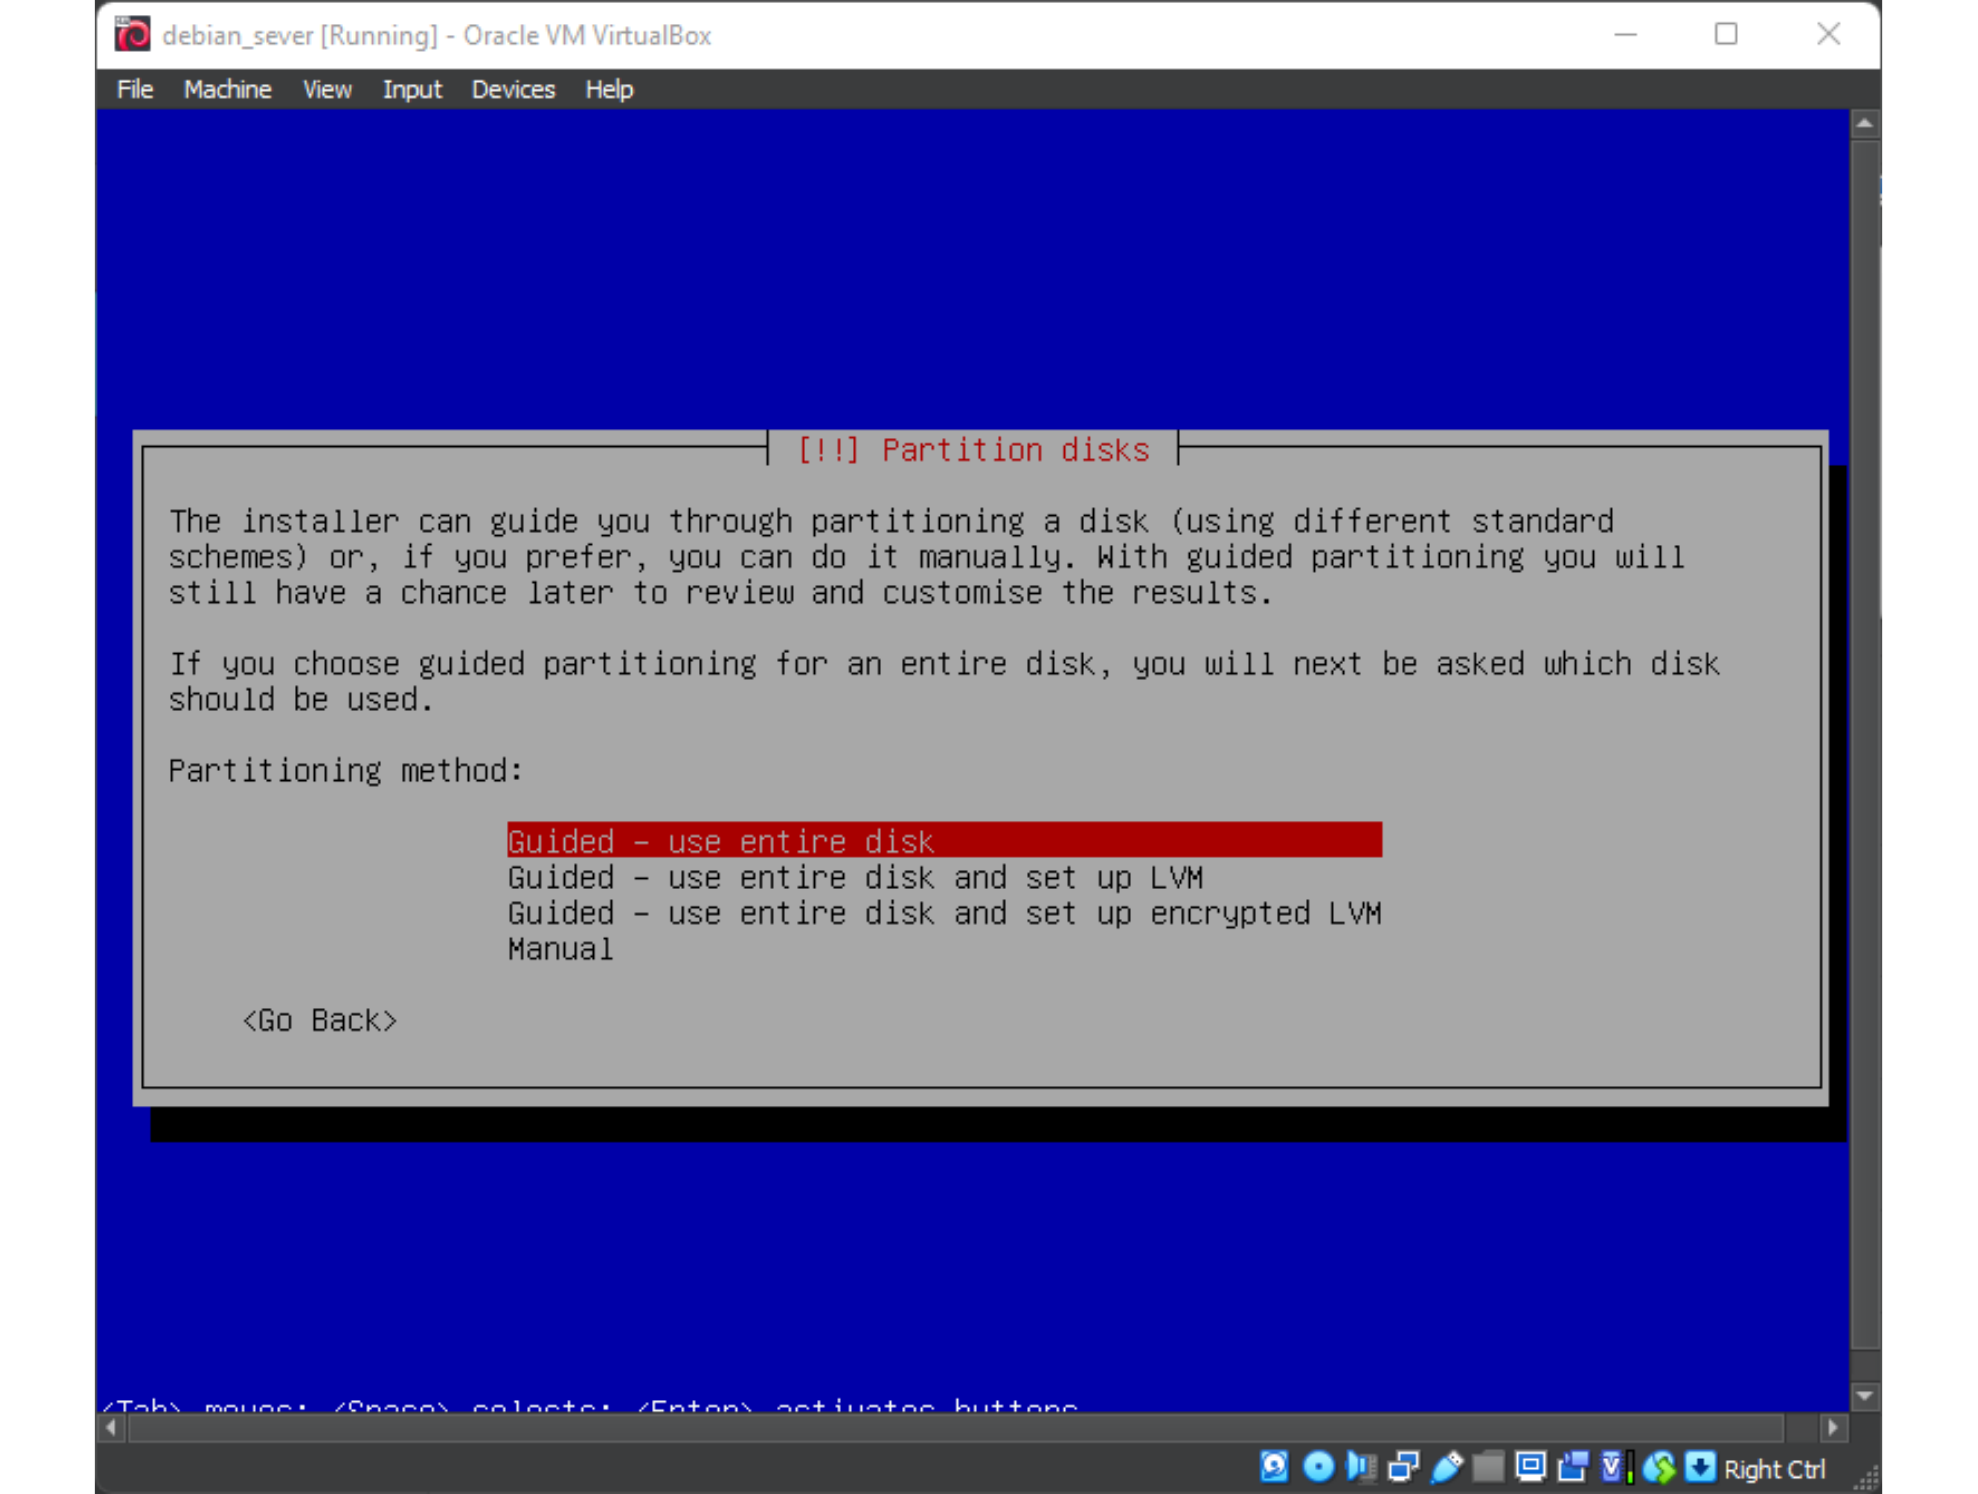 debian_sever [Running] - Oracle VM VirtualBox
File Machine View Input Devices Help
[!!] Partition disks
The installer can guide you through partitioning a disk (using different standard
schemes) or, if you prefer, you can do it manually. With guided partitioning you will
still have a chance later to review and customise the results.
If you choose guided partitioning for an entire disk, you will next be asked which disk
should be used.
Partitioning method:
Guided - use entire disk
Guided - use entire disk and set up LVM
Guided - use entire disk and set up encrypted LVM
Manual
<Go Back>
<Tab> moves; <Space> selects; <Enter> activates buttons
Right Ctrl